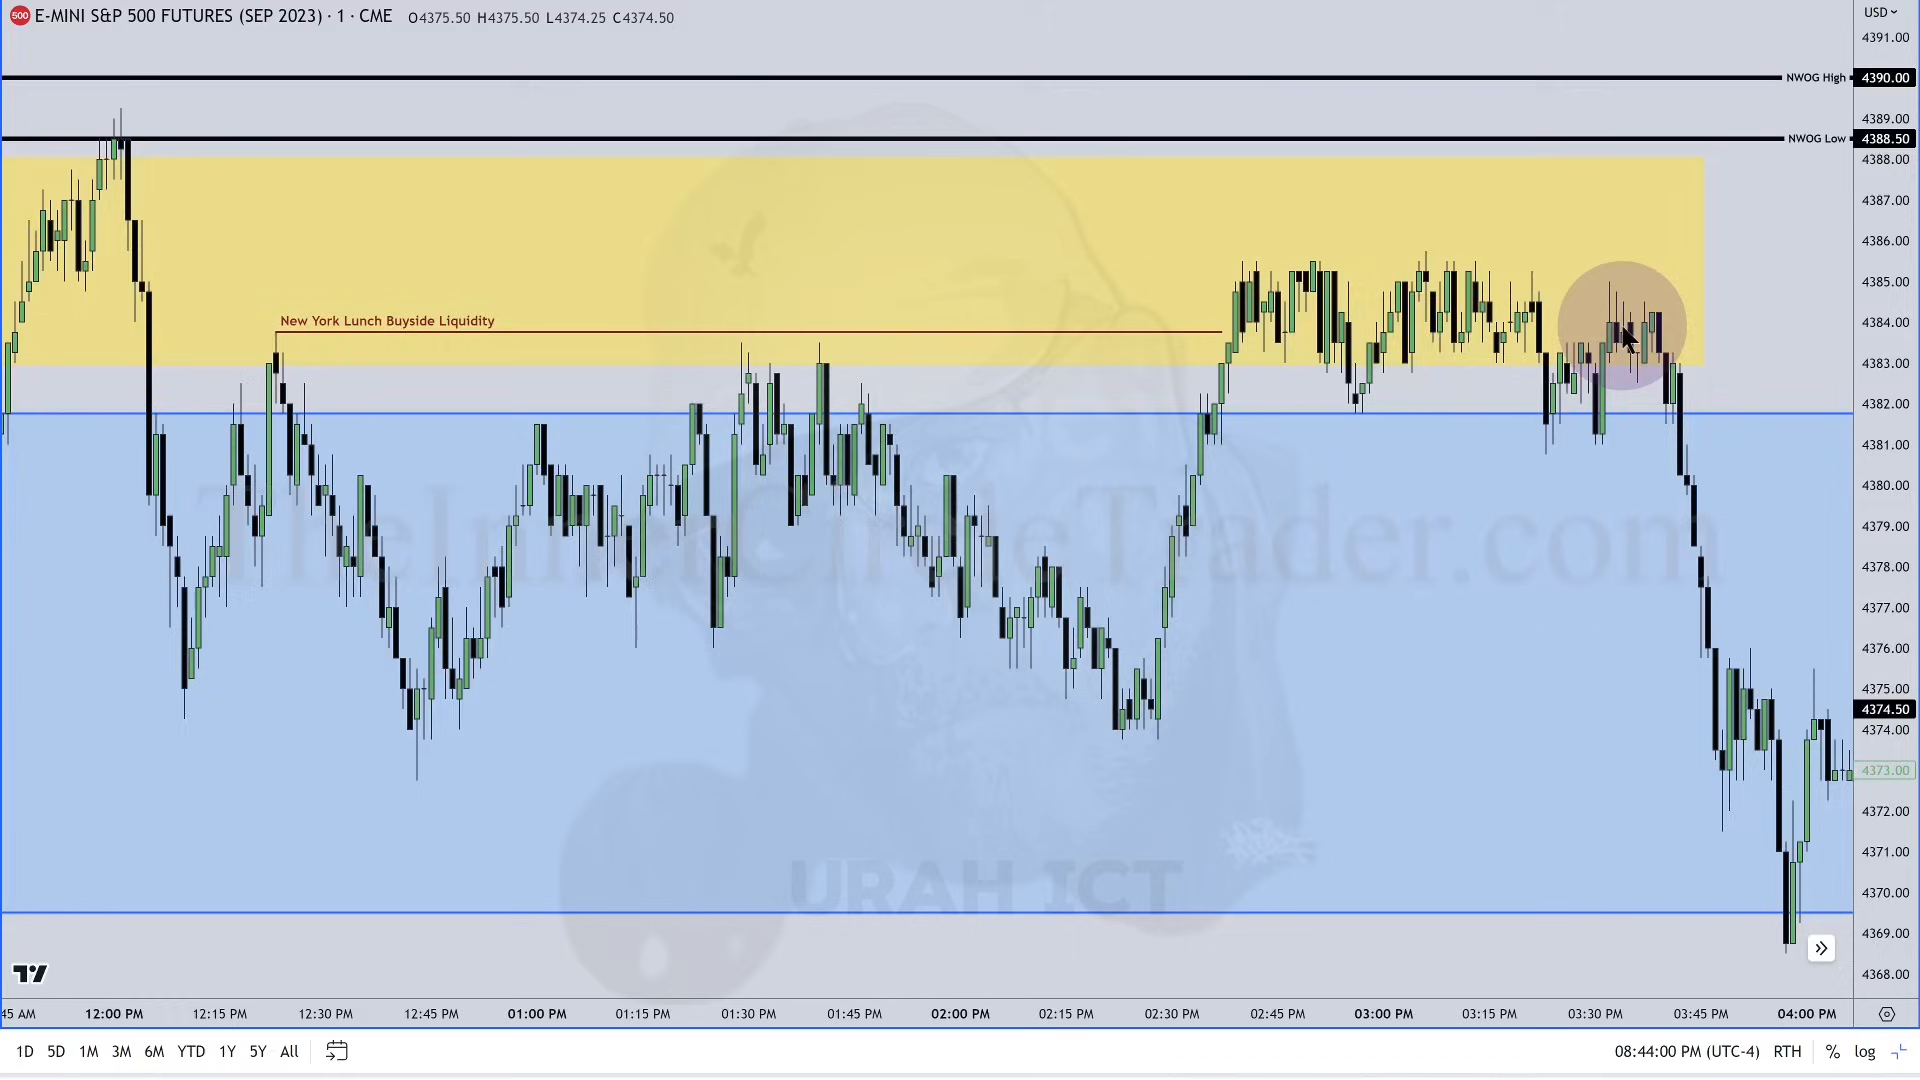 500 E-MINI S&P 500 FUTURES (SEP 2023) · 1 · CME O4375.50 H4375.50 L4374.25 C4374.50
USD
4391.00
NWOG High 4390.00
4389.00
NWOG Low 4388.50
4388.00
4387.00
4386.00
4385.00
New York Lunch Buyside Liquidity
4384.00
4383.00
4382.00
4381.00
4380.00
TheInnerCircleTrader.com
4379.00
4378.00
4377.00
4376.00
4375.00
4374.50
4374.00
4373.00
4372.00
4371.00
URAH ICT
4370.00
4369.00
4368.00
45 AM 12:00 PM 12:15 PM 12:30 PM 12:45 PM 01:00 PM 01:15 PM 01:30 PM 01:45 PM 02:00 PM 02:15 PM 02:30 PM 02:45 PM 03:00 PM 03:15 PM 03:30 PM 03:45 PM 04:00 PM
1D 5D 1M 3M 6M YTD 1Y 5Y All 08:44:00 PM (UTC-4) RTH % log